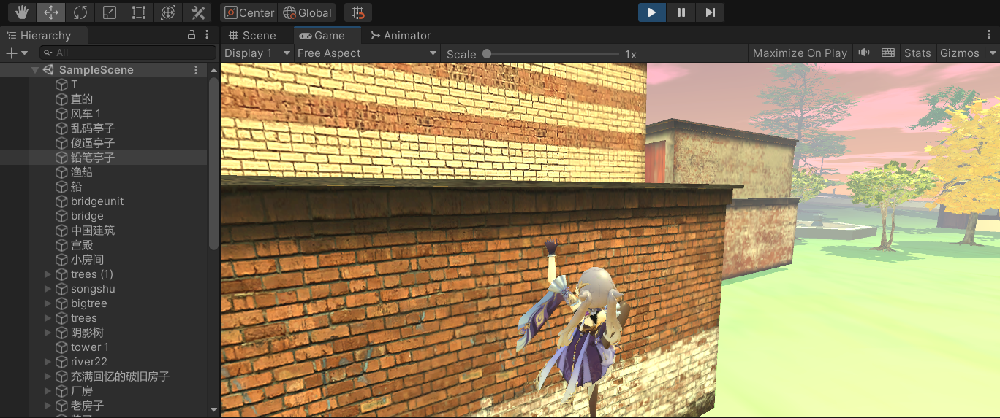 Center
Global
Hierarchy
Scene
Game
Animator
All
Display 1
Free Aspect
Scale
1x
Maximize On Play
Stats
Gizmos
SampleScene
T
直的
风车 1
乱码亭子
傻逼亭子
铅笔亭子
渔船
船
bridgeunit
bridge
中国建筑
宫殿
小房间
trees (1)
songshu
bigtree
trees
阴影树
tower 1
river22
充满回忆的破旧房子
厂房
老房子